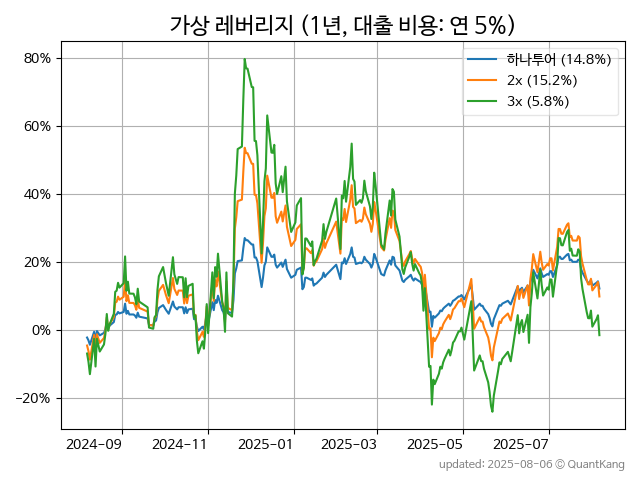 가상 레버리지 (1년, 대출 비용: 연 5%)
하나투어 (14.8%)
2x (15.2%)
3x (5.8%)
80%
60%
40%
20%
0%
−20%
2024−09 2024−11 2025−01 2025−03 2025−05 2025−07
updated: 2025-08-06 © QuantKang